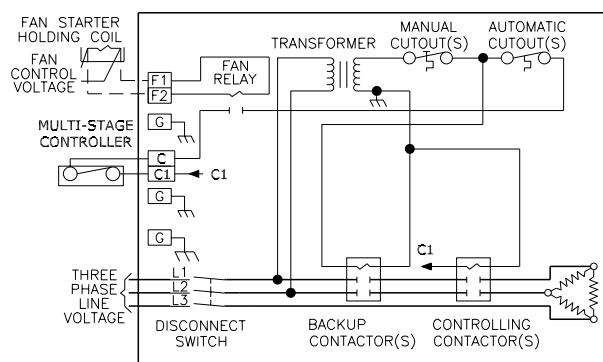 FAN STARTER
HOLDING COIL
FAN
CONTROL
VOLTAGE
MULTI-STAGE
CONTROLLER
F1
F2
G
C
C1
C1
G
G
FAN
RELAY
TRANSFORMER
MANUAL
CUTOUT(S)
AUTOMATIC
CUTOUT(S)
C1
THREE
PHASE
LINE
VOLTAGE
L1
L2
L3
DISCONNECT
SWITCH
BACKUP
CONTACTOR(S)
CONTROLLING
CONTACTOR(S)